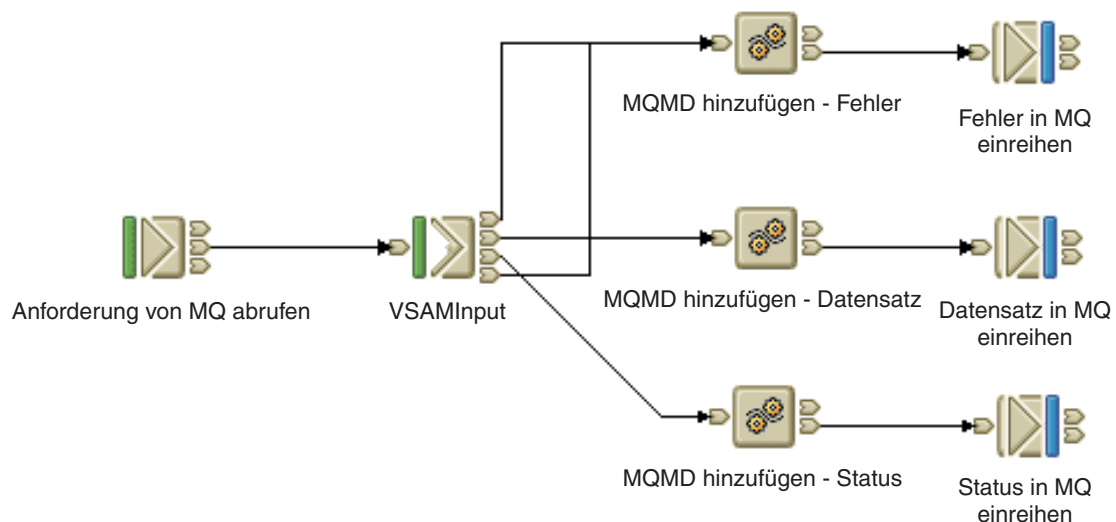 MQMD hinzufügen - Fehler
Fehler in MQ
einreihen
Anforderung von MQ abrufen
VSAMInput
MQMD hinzufügen - Datensatz
Datensatz in MQ
einreihen
MQMD hinzufügen - Status
Status in MQ
einreihen